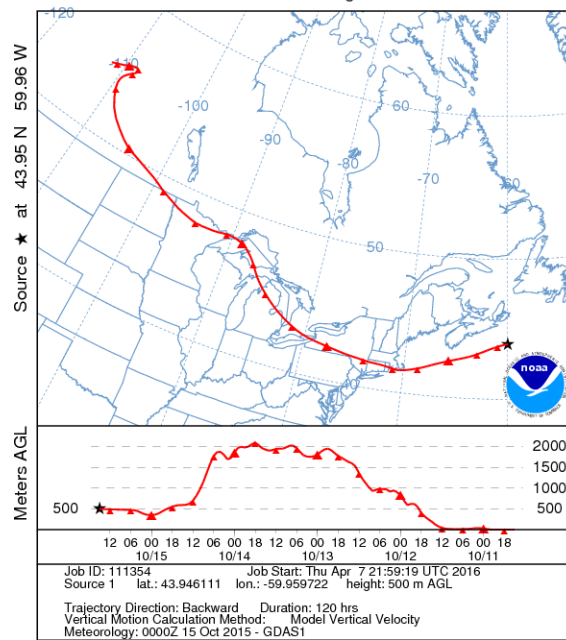 -120
-110
-100
-90
-80
-70
60
60
50
Source ★ at 43.95 N 59.96 W
noaa
Meters AGL
500
2000
1500
1000
500
12 06 00 18 12 06 00 18 12 06 00 18 12 06 00 18 12 06 00 18
10/15 10/14 10/13 10/12 10/11
Job ID: 111354 Job Start: Thu Apr 7 21:59:19 UTC 2016
Source 1 lat.: 43.946111 lon.: -59.959722 height: 500 m AGL
Trajectory Direction: Backward Duration: 120 hrs
Vertical Motion Calculation Method: Model Vertical Velocity
Meteorology: 0000Z 15 Oct 2015 - GDAS1